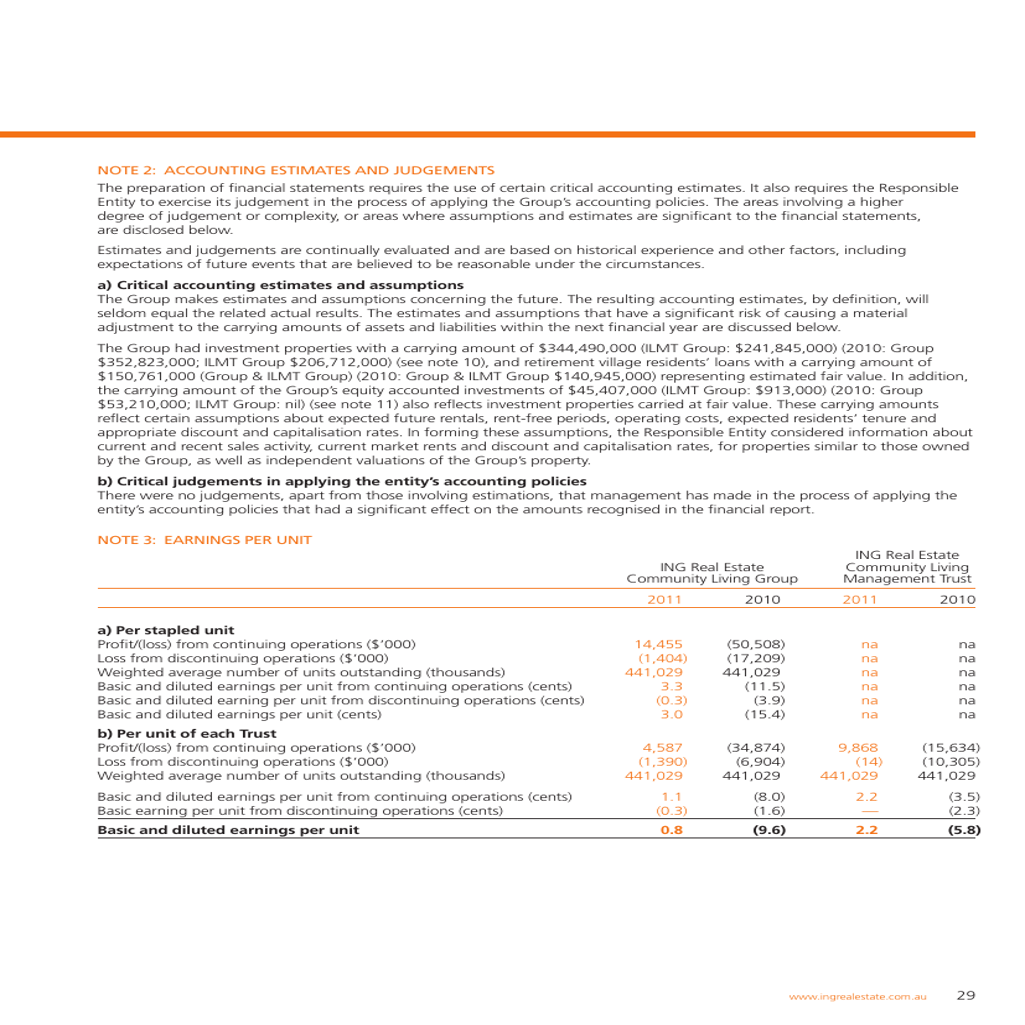 NOTE 2: ACCOUNTING ESTIMATES AND JUDGEMENTS
The preparation of financial statements requires the use of certain critical accounting estimates. It also requires the Responsible
Entity to exercise its judgement in the process of applying the Group's accounting policies. The areas involving a higher
degree of judgement or complexity, or areas where assumptions and estimates are significant to the financial statements,
are disclosed below.
Estimates and judgements are continually evaluated and are based on historical experience and other factors, including
expectations of future events that are believed to be reasonable under the circumstances.
a) Critical accounting estimates and assumptions
The Group makes estimates and assumptions concerning the future. The resulting accounting estimates, by definition, will
seldom equal the related actual results. The estimates and assumptions that have a significant risk of causing a material
adjustment to the carrying amounts of assets and liabilities within the next financial year are discussed below.
The Group had investment properties with a carrying amount of $344,490,000 (ILMT Group: $241,845,000) (2010: Group
$352,823,000; ILMT Group $206,712,000) (see note 10), and retirement village residents' loans with a carrying amount of
$150,761,000 (Group & ILMT Group) (2010: Group & ILMT Group $140,945,000) representing estimated fair value. In addition,
the carrying amount of the Group's equity accounted investments of $45,407,000 (ILMT Group: $913,000) (2010: Group
$53,210,000; ILMT Group: nil) (see note 11) also reflects investment properties carried at fair value. These carrying amounts
reflect certain assumptions about expected future rentals, rent-free periods, operating costs, expected residents' tenure and
appropriate discount and capitalisation rates. In forming these assumptions, the Responsible Entity considered information about
current and recent sales activity, current market rents and discount and capitalisation rates, for properties similar to those owned
by the Group, as well as independent valuations of the Group's property.
b) Critical judgements in applying the entity's accounting policies
There were no judgements, apart from those involving estimations, that management has made in the process of applying the
entity's accounting policies that had a significant effect on the amounts recognised in the financial report.
NOTE 3: EARNINGS PER UNIT
ING Real Estate Community Living Group ING Real Estate Community Living Management Trust
2011 2010 2011 2010
a) Per stapled unit
Profit/(loss) from continuing operations ($'000) 14,455 (50,508) na na
Loss from discontinuing operations ($'000) (1,404) (17,209) na na
Weighted average number of units outstanding (thousands) 441,029 441,029 na na
Basic and diluted earnings per unit from continuing operations (cents) 3.3 (11.5) na na
Basic and diluted earning per unit from discontinuing operations (cents) (0.3) (3.9) na na
Basic and diluted earnings per unit (cents) 3.0 (15.4) na na
b) Per unit of each Trust
Profit/(loss) from continuing operations ($'000) 4,587 (34,874) 9,868 (15,634)
Loss from discontinuing operations ($'000) (1,390) (6,904) (14) (10,305)
Weighted average number of units outstanding (thousands) 441,029 441,029 441,029 441,029
Basic and diluted earnings per unit from continuing operations (cents) 1.1 (8.0) 2.2 (3.5)
Basic earning per unit from discontinuing operations (cents) (0.3) (1.6) — (2.3)
Basic and diluted earnings per unit 0.8 (9.6) 2.2 (5.8)
www.ingrealestate.com.au 29